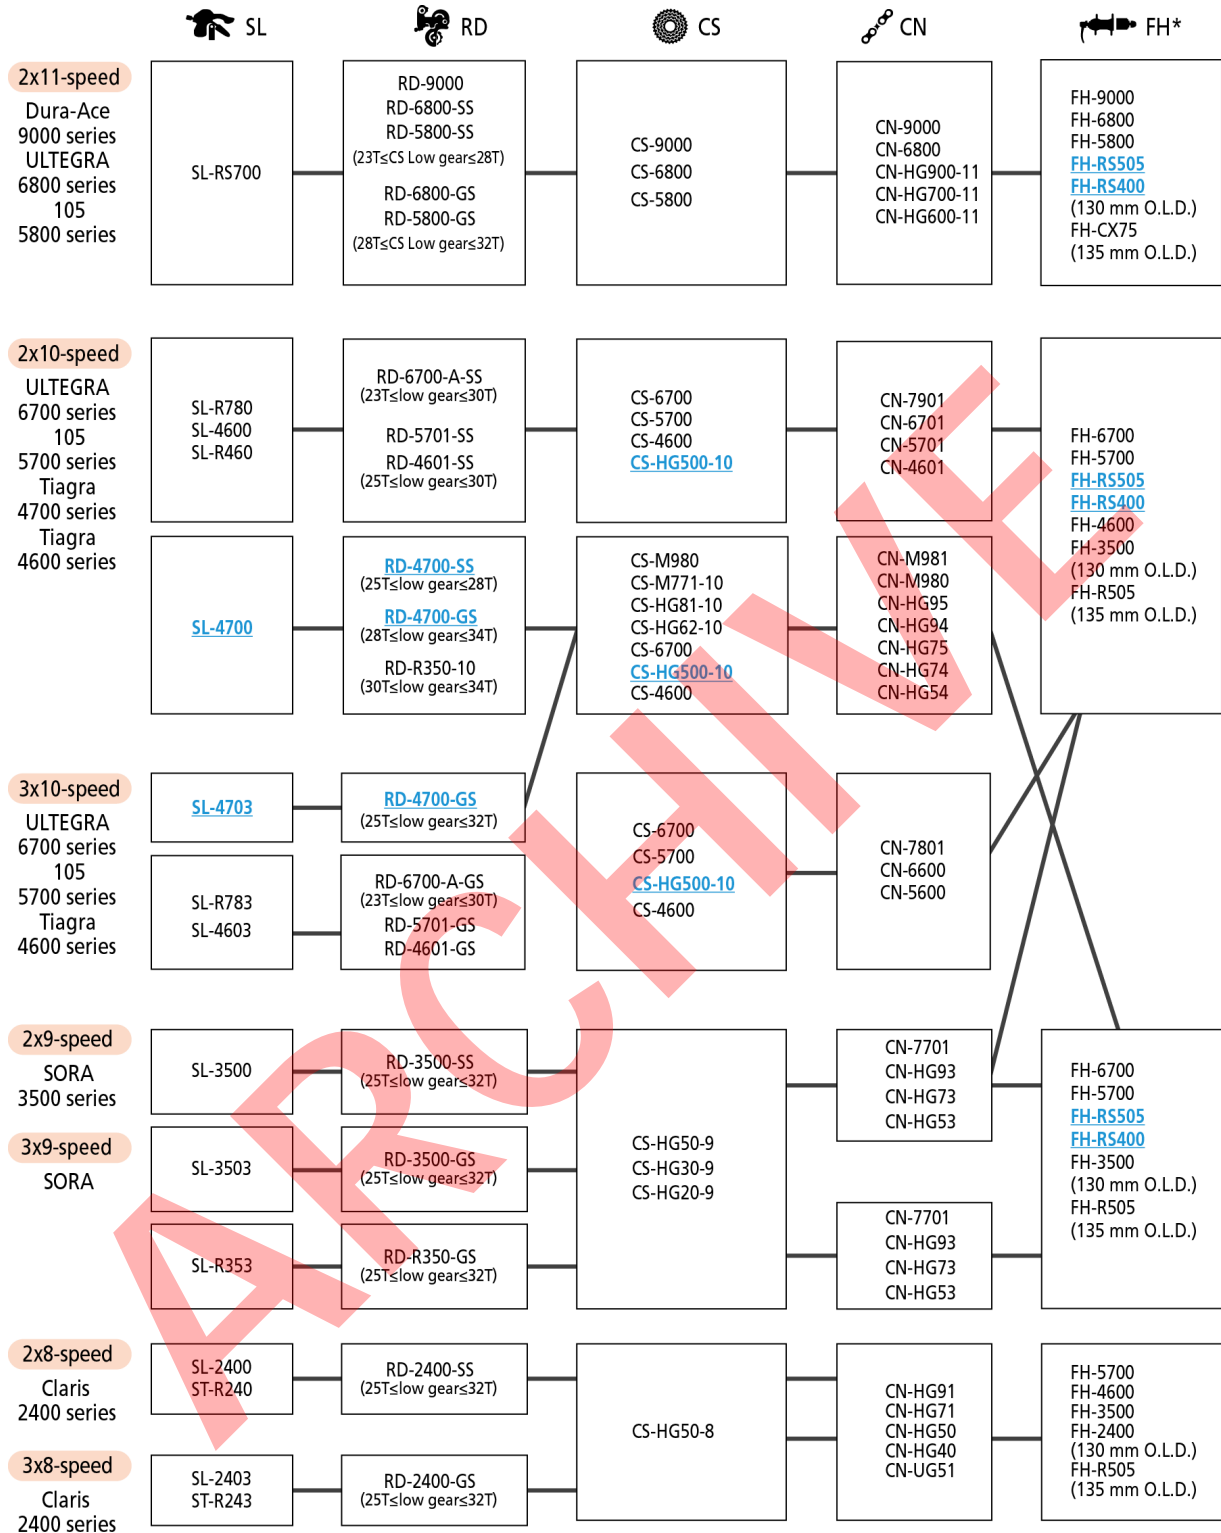 SL
RD
CS
CN
FH*
2x11-speed
Dura-Ace
9000 series
ULTEGRA
6800 series
105
5800 series
SL-RS700
RD-9000
RD-6800-SS
RD-5800-SS
(23T≤CS Low gear≤28T)
RD-6800-GS
RD-5800-GS
(28T≤CS Low gear≤32T)
CS-9000
CS-6800
CS-5800
CN-9000
CN-6800
CN-HG900-11
CN-HG700-11
CN-HG600-11
FH-9000
FH-6800
FH-5800
FH-RS505
FH-RS400
(130 mm O.L.D.)
FH-CX75
(135 mm O.L.D.)
2x10-speed
ULTEGRA
6700 series
105
5700 series
Tiagra
4700 series
Tiagra
4600 series
SL-R780
SL-4600
SL-R460
RD-6700-A-SS
(23T≤low gear≤30T)
RD-5701-SS
RD-4601-SS
(25T≤low gear≤30T)
CS-6700
CS-5700
CS-4600
CS-HG500-10
CN-7901
CN-6701
CN-5701
CN-4601
FH-6700
FH-5700
FH-RS505
FH-RS400
FH-4600
FH-3500
(130 mm O.L.D.)
FH-R505
(135 mm O.L.D.)
SL-4700
RD-4700-SS
(25T≤low gear≤28T)
RD-4700-GS
(28T≤low gear≤34T)
RD-R350-10
(30T≤low gear≤34T)
CS-M980
CS-M771-10
CS-HG81-10
CS-HG62-10
CS-6700
CS-HG500-10
CS-4600
CN-M981
CN-M980
CN-HG95
CN-HG94
CN-HG75
CN-HG74
CN-HG54
3x10-speed
ULTEGRA
6700 series
105
5700 series
Tiagra
4600 series
SL-4703
RD-4700-GS
(25T≤low gear≤32T)
SL-R783
SL-4603
RD-6700-A-GS
(23T≤low gear≤30T)
RD-5701-GS
RD-4601-GS
CS-6700
CS-5700
CS-HG500-10
CS-4600
CN-7801
CN-6600
CN-5600
2x9-speed
SORA
3500 series
SL-3500
RD-3500-SS
(25T≤low gear≤32T)
3x9-speed
SORA
SL-3503
RD-3500-GS
(25T≤low gear≤32T)
SL-R353
RD-R350-GS
(25T≤low gear≤32T)
CS-HG50-9
CS-HG30-9
CS-HG20-9
CN-7701
CN-HG93
CN-HG73
CN-HG53
CN-7701
CN-HG93
CN-HG73
CN-HG53
FH-6700
FH-5700
FH-RS505
FH-RS400
FH-3500
(130 mm O.L.D.)
FH-R505
(135 mm O.L.D.)
2x8-speed
Claris
2400 series
SL-2400
ST-R240
RD-2400-SS
(25T≤low gear≤32T)
3x8-speed
Claris
2400 series
SL-2403
ST-R243
RD-2400-GS
(25T≤low gear≤32T)
CS-HG50-8
CN-HG91
CN-HG71
CN-HG50
CN-HG40
CN-UG51
FH-5700
FH-4600
FH-3500
FH-2400
(130 mm O.L.D.)
FH-R505
(135 mm O.L.D.)
ARCHIVE